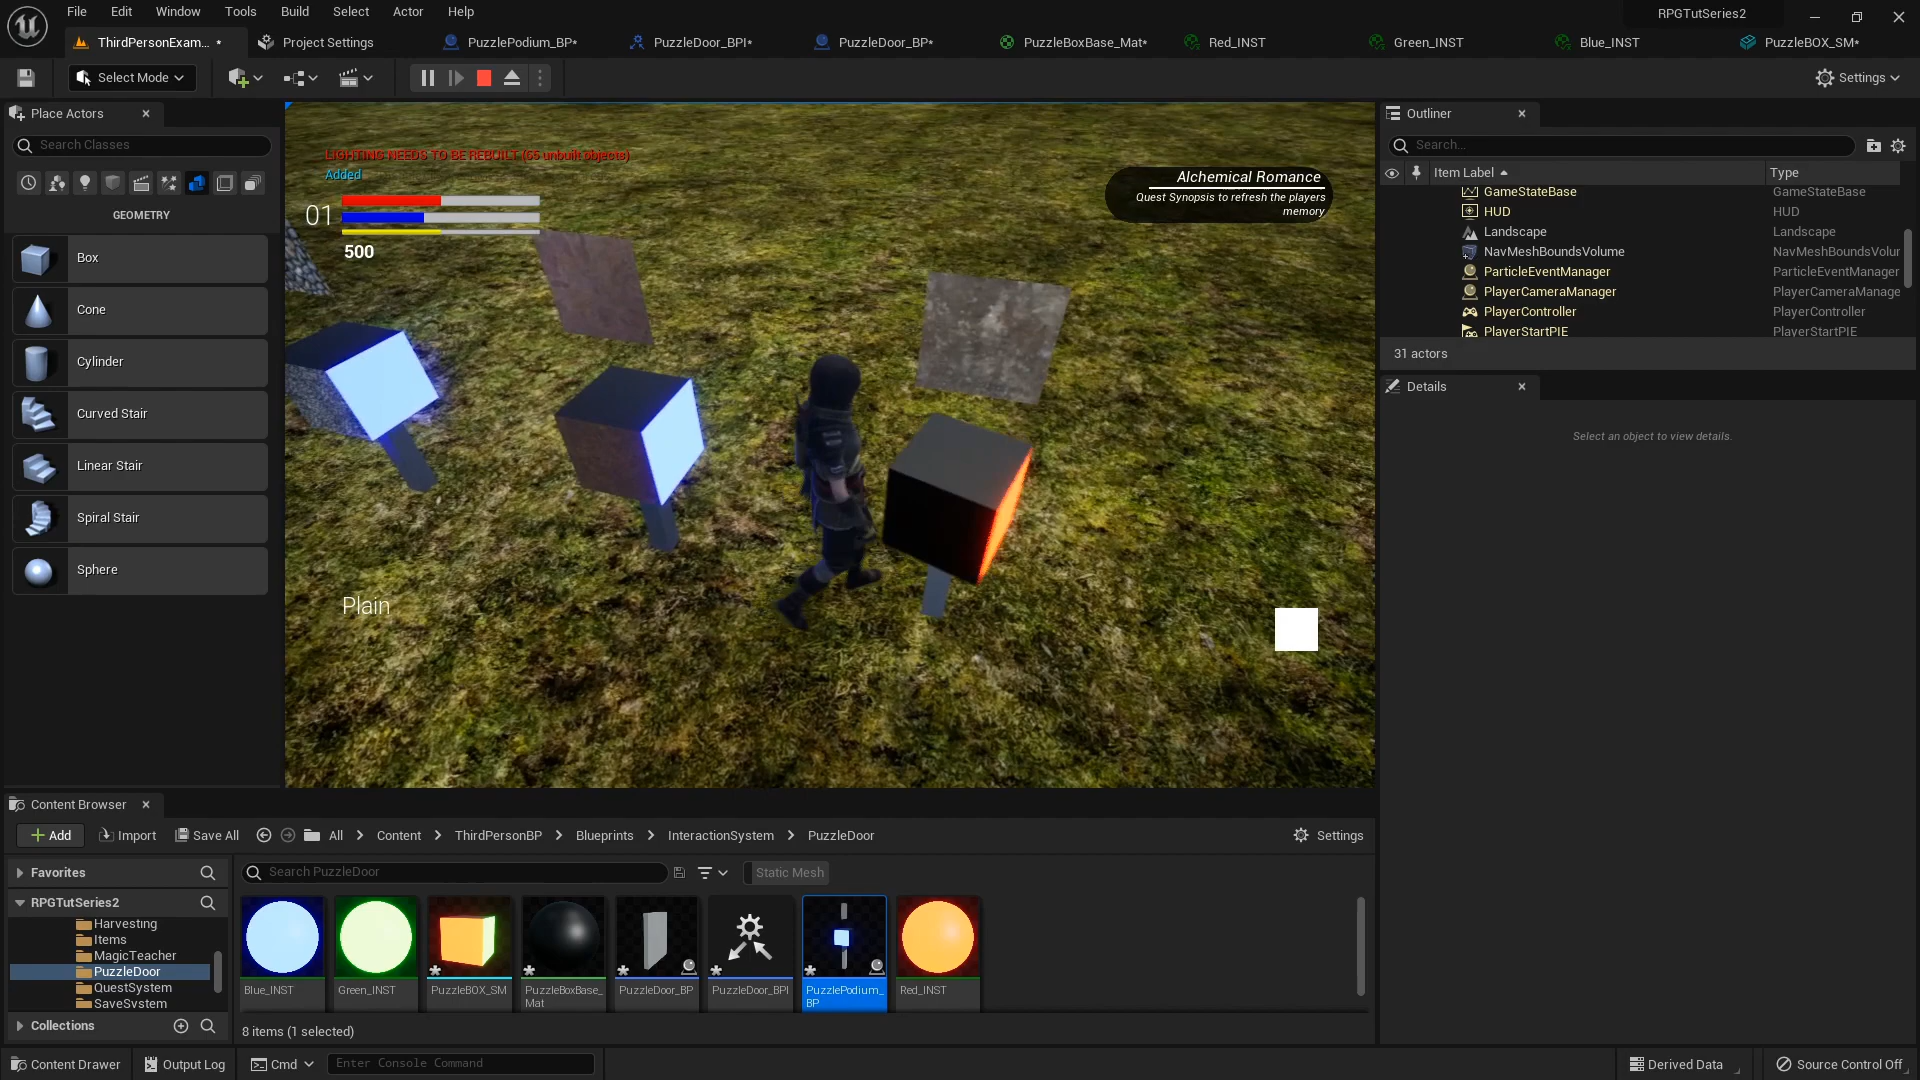 File Edit Window Tools Build Select Actor Help
RPGTutSeries2
ThirdPersonExam... *
Project Settings
PuzzlePodium_BP*
PuzzleDoor_BPI*
PuzzleDoor_BP*
PuzzleBoxBase_Mat*
Red_INST
Green_INST
Blue_INST
PuzzleBOX_SM*
Select Mode
Settings
Place Actors
Search Classes
GEOMETRY
Box
Cone
Cylinder
Curved Stair
Linear Stair
Spiral Stair
Sphere
LIGHTING NEEDS TO BE REBUILT (65 unbuilt objects)
Added
01
500
Alchemical Romance
Quest Synopsis to refresh the players
memory
Plain
Outliner
Search...
Item Label Type
GameStateBase GameStateBase
HUD HUD
Landscape Landscape
NavMeshBoundsVolume NavMeshBoundsVolur
ParticleEventManager ParticleEventManager
PlayerCameraManager PlayerCameraManage
PlayerController PlayerController
PlayerStartPIE PlayerStartPIE
31 actors
Details
Select an object to view details.
Content Browser
Add Import Save All All Content ThirdPersonBP Blueprints InteractionSystem PuzzleDoor Settings
Favorites
RPGTutSeries2
Harvesting
Items
MagicTeacher
PuzzleDoor
QuestSystem
SaveSystem
Collections
Search PuzzleDoor
Static Mesh
Blue_INST
Green_INST
PuzzleBOX_SM
PuzzleBoxBase_
Mat
PuzzleDoor_BP
PuzzleDoor_BPI
PuzzlePodium_
BP
Red_INST
8 items (1 selected)
Content Drawer Output Log Cmd Enter Console Command Derived Data Source Control Off